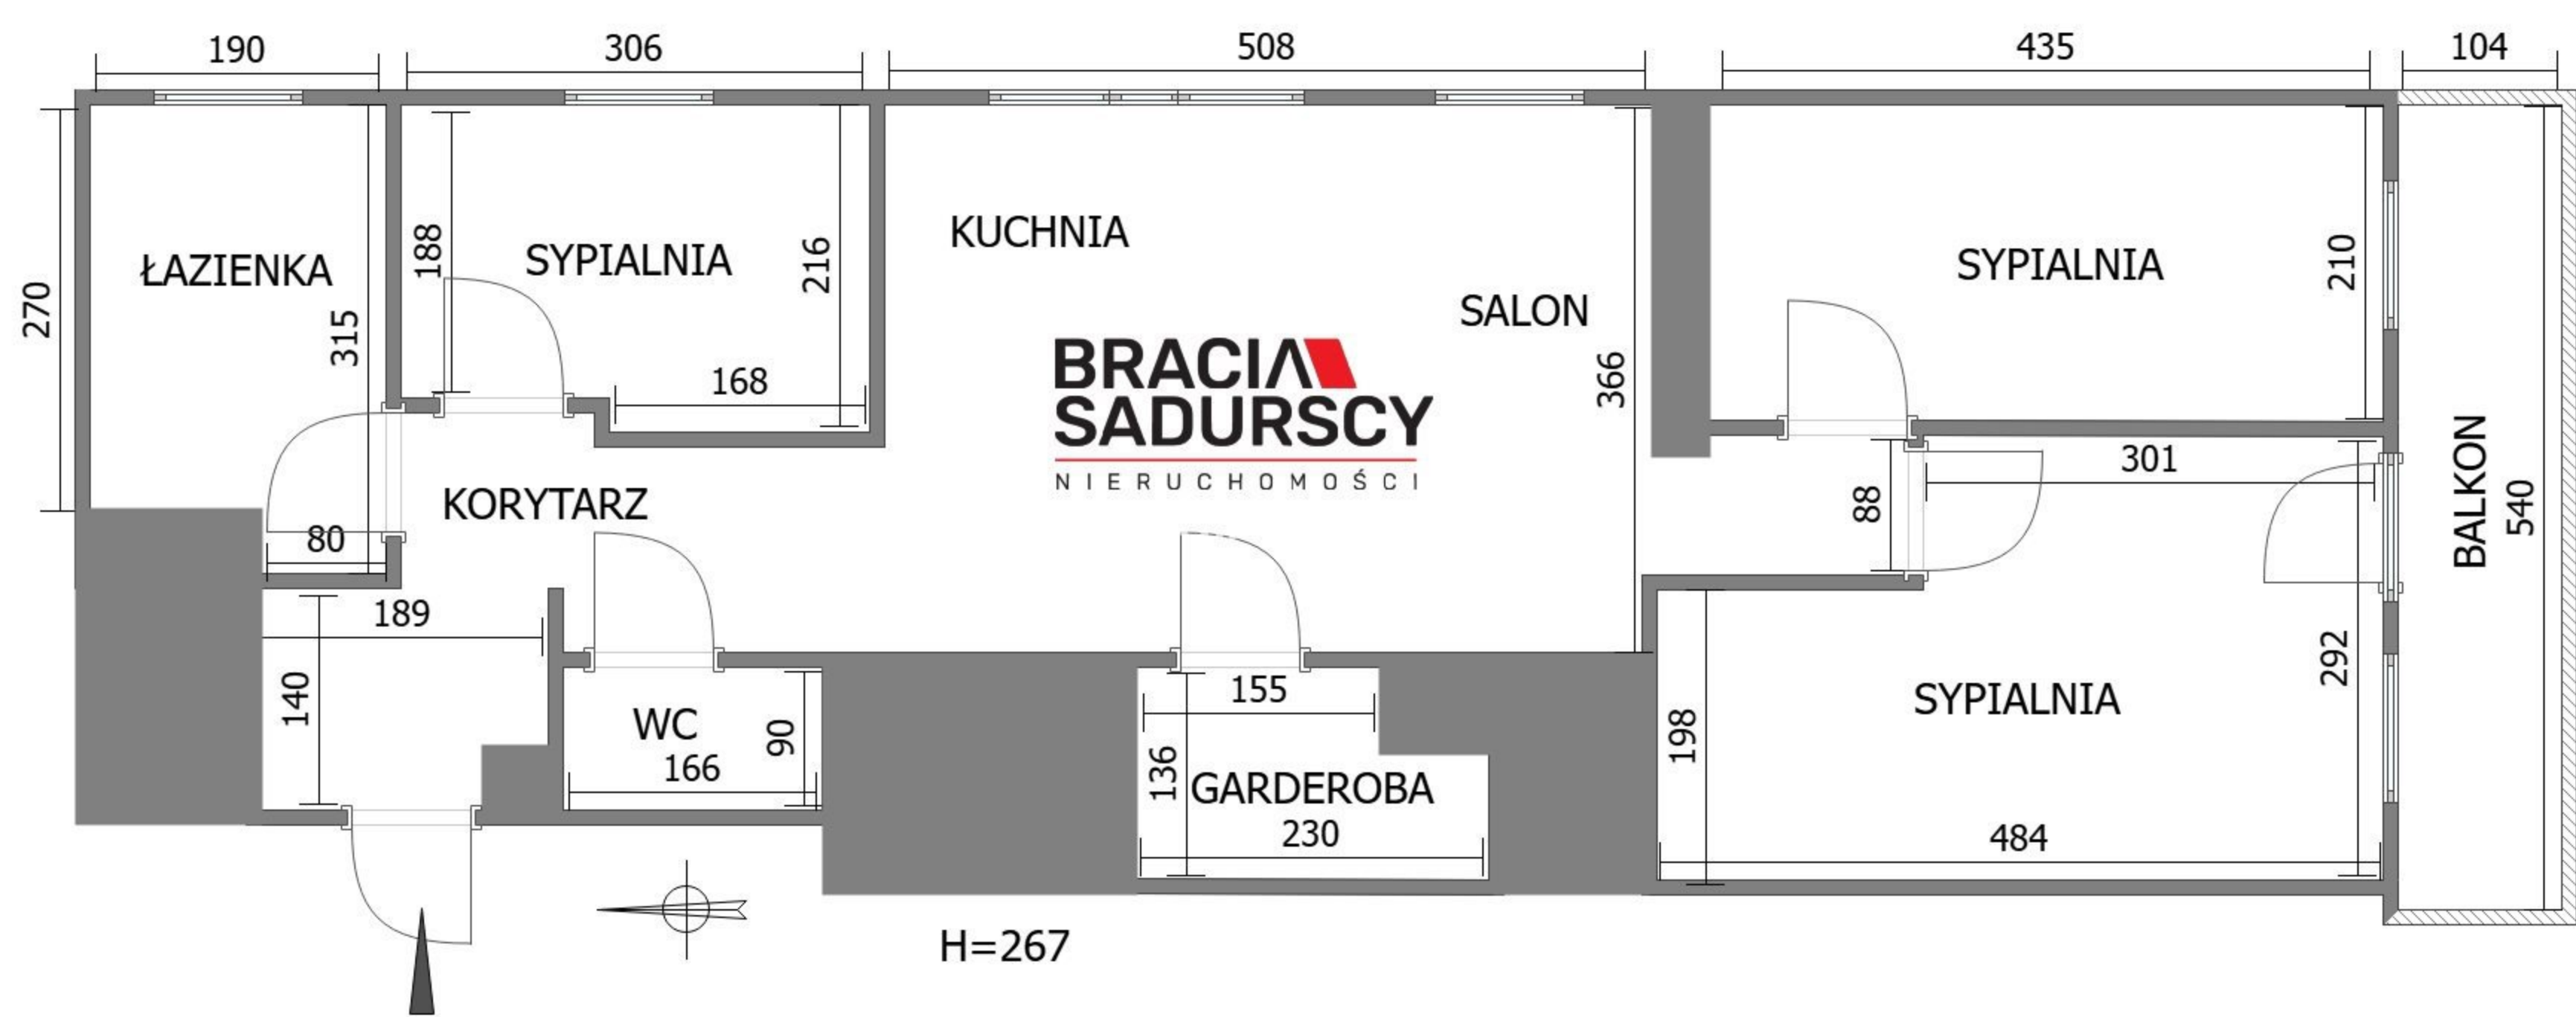 190
306
508
435
104
270
ŁAZIENKA
315
80
188
SYPIALNIA
216
168
KUCHNIA
SALON
366
BRACIA
SADURSCY
NIERUCHOMOŚCI
SYPIALNIA
210
301
88
BALKON
540
KORYTARZ
189
140
WC
166
90
155
136
GARDEROBA
230
198
SYPIALNIA
292
484
H=267